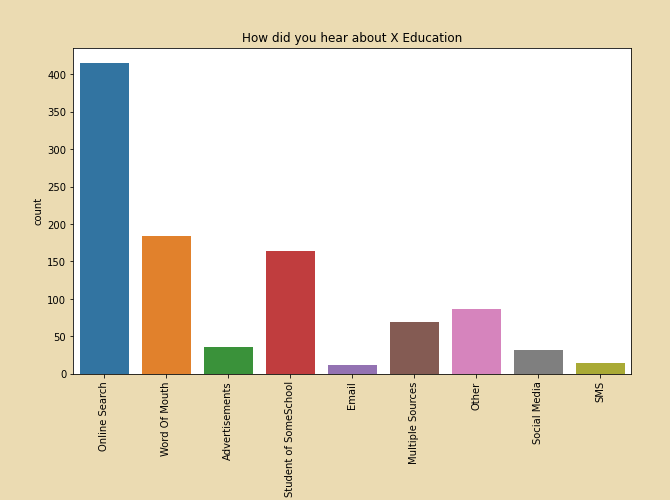 How did you hear about X Education
count
400
350
300
250
200
150
100
50
0
Online Search
Word Of Mouth
Advertisements
Student of SomeSchool
Email
Multiple Sources
Other
Social Media
SMS